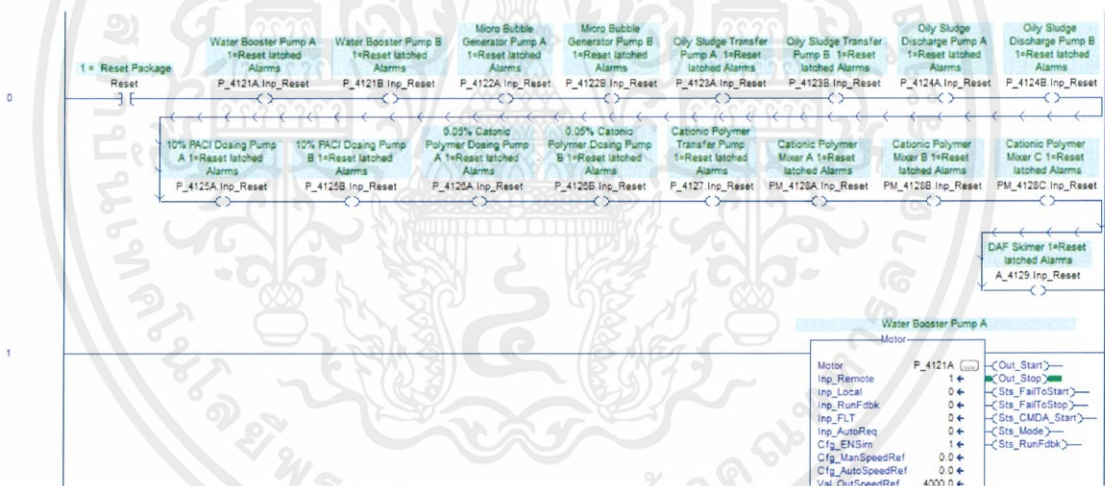 1 = Reset Package
Reset
Water Booster Pump A
1=Reset latched
Alarms
P_4121A.Inp_Reset
Water Booster Pump B
1=Reset latched
Alarms
P_4121B.Inp_Reset
Micro Bubble
Generator Pump A
1=Reset latched
Alarms
P_4122A.Inp_Reset
Micro Bubble
Generator Pump B
1=Reset latched
Alarms
P_4122B.Inp_Reset
Oily Sludge Transfer
Pump A 1=Reset
latched Alarms
P_4123A.Inp_Reset
Oily Sludge Transfer
Pump B 1=Reset
latched Alarms
P_4123B.Inp_Reset
Oily Sludge
Discharge Pump A
1=Reset latched
Alarms
P_4124A.Inp_Reset
Oily Sludge
Discharge Pump B
1=Reset latched
Alarms
P_4124B.Inp_Reset
0
10% PACl Dosing Pump
A 1=Reset latched
Alarms
P_4125A.Inp_Reset
10% PACl Dosing Pump
B 1=Reset latched
Alarms
P_4125B.Inp_Reset
0.05% Catonic
Polymer Dosing Pump
A 1=Reset latched
Alarms
P_4126A.Inp_Reset
0.05% Catonic
Polymer Dosing Pump
B 1=Reset latched
Alarms
P_4126B.Inp_Reset
Cationic Polymer
Transfer Pump
1=Reset latched
Alarms
P_4127.Inp_Reset
Cationic Polymer
Mixer A 1=Reset
latched Alarms
PM_4128A.Inp_Reset
Cationic Polymer
Mixer B 1=Reset
latched Alarms
PM_4128B.Inp_Reset
Cationic Polymer
Mixer C 1=Reset
latched Alarms
PM_4128C.Inp_Reset
DAF Skimer 1=Reset
latched Alarms
A_4129.Inp_Reset
1
Water Booster Pump A
Motor
Motor P_4121A ...
Inp_Remote 1
Inp_Local 0
Inp_RunFdbk 0
Inp_FLT 0
Inp_AutoReq 0
Cfg_ENSim 1
Cfg_ManSpeedRef 0.0
Cfg_AutoSpeedRef 0.0
Val_OutSpeedRef 4000.0
Out_Start
Out_Stop
Sts_FailToStart
Sts_FailToStop
Sts_CMDA_Start
Sts_Mode
Sts_RunFdbk